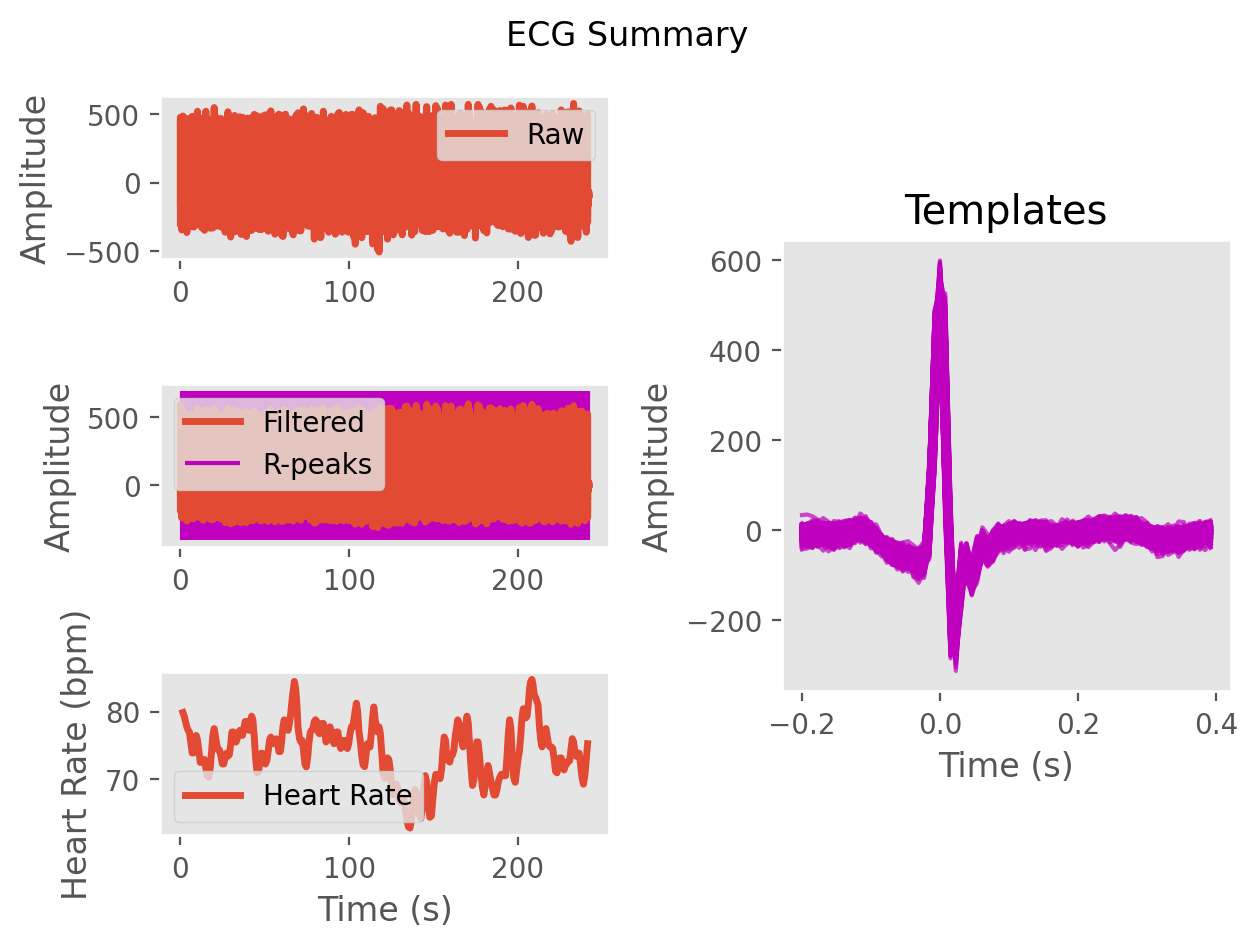 ECG Summary
Amplitude
500
0
−500
Raw
0 100 200
Amplitude
500
0
Filtered
R-peaks
0 100 200
Heart Rate (bpm)
80
70
Heart Rate
0 100 200
Time (s)
Templates
Amplitude
600
400
200
0
−200
−0.2 0.0 0.2 0.4
Time (s)